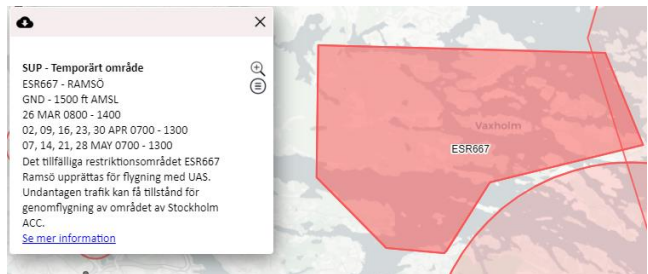 SUP - Temporärt område
ESR667 - RAMSÖ
GND - 1500 ft AMSL
26 MAR 0800 - 1400
02, 09, 16, 23, 30 APR 0700 - 1300
07, 14, 21, 28 MAY 0700 - 1300
Det tillfälliga restriktionsområdet ESR667
Ramsö upprättas för flygning med UAS.
Undantagen trafik kan få tillstånd för
genomflygning av området av Stockholm
ACC.
Se mer information
Vaxholm
ESR667